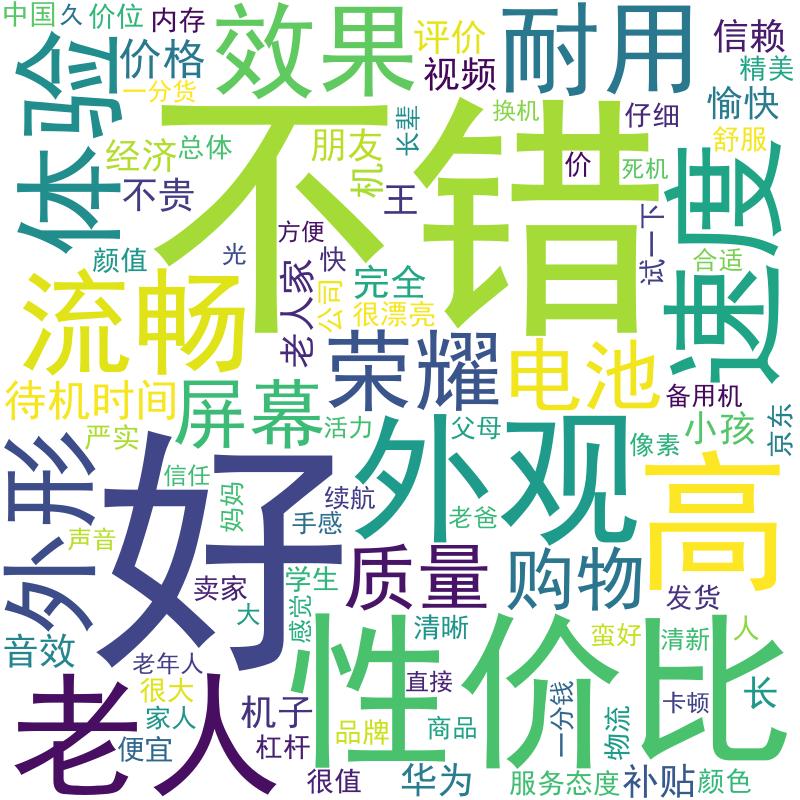 中国
久
价位
内存
效果
评价
耐用
信赖
体验
价格
一分货
视频
精美
愉快
不错
换机
仔细
长辈
经济
总体
朋友
机
舒服
不贵
王
价
死机
速度
试一下
方便
颜值
光
快
老人家
公司
完全
很漂亮
合适
流畅
荣耀
电池
备用机
待机时间
屏幕
活力
父母
小孩
京东
严实
像素
外形
好
信任
妈妈
续航
手感
外观
老爸
高
声音
卖家
学生
质量
购物
发货
大
感觉
清晰
蛮好
清新
人
音效
老年人
性价比
直接
老人
很大
家人
便宜
机子
杠杆
品牌
商品
一分钱
物流
卡顿
长
很值
华为
服务态度
补贴
颜色